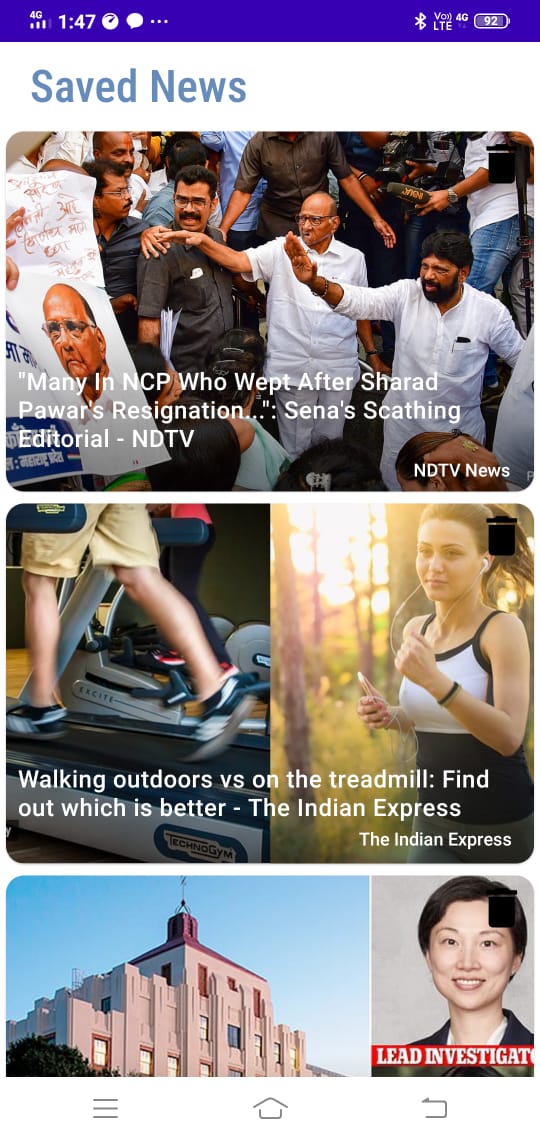 4G 1:47 Vo) LTE 4G 92
Saved News
INDIA
"Many In NCP Who Wept After Sharad
Pawar's Resignation...": Sena's Scathing
Editorial - NDTV
NDTV News
EXCITE
Walking outdoors vs on the treadmill: Find
out which is better - The Indian Express
The Indian Express
TECHNOGYM
LEAD INVESTIGAT